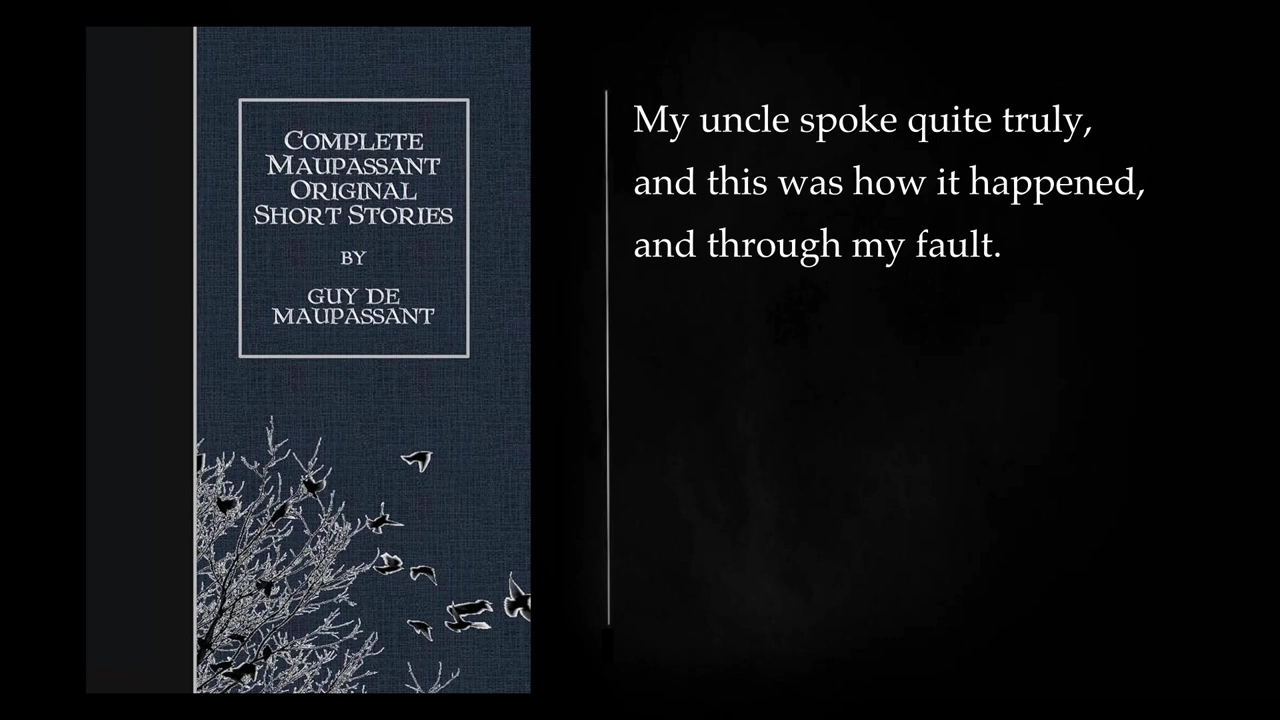 COMPLETE
MAUPASSANT
ORIGINAL
SHORT STORIES
BY
GUY DE
MAUPASSANT
My uncle spoke quite truly,
and this was how it happened,
and through my fault.